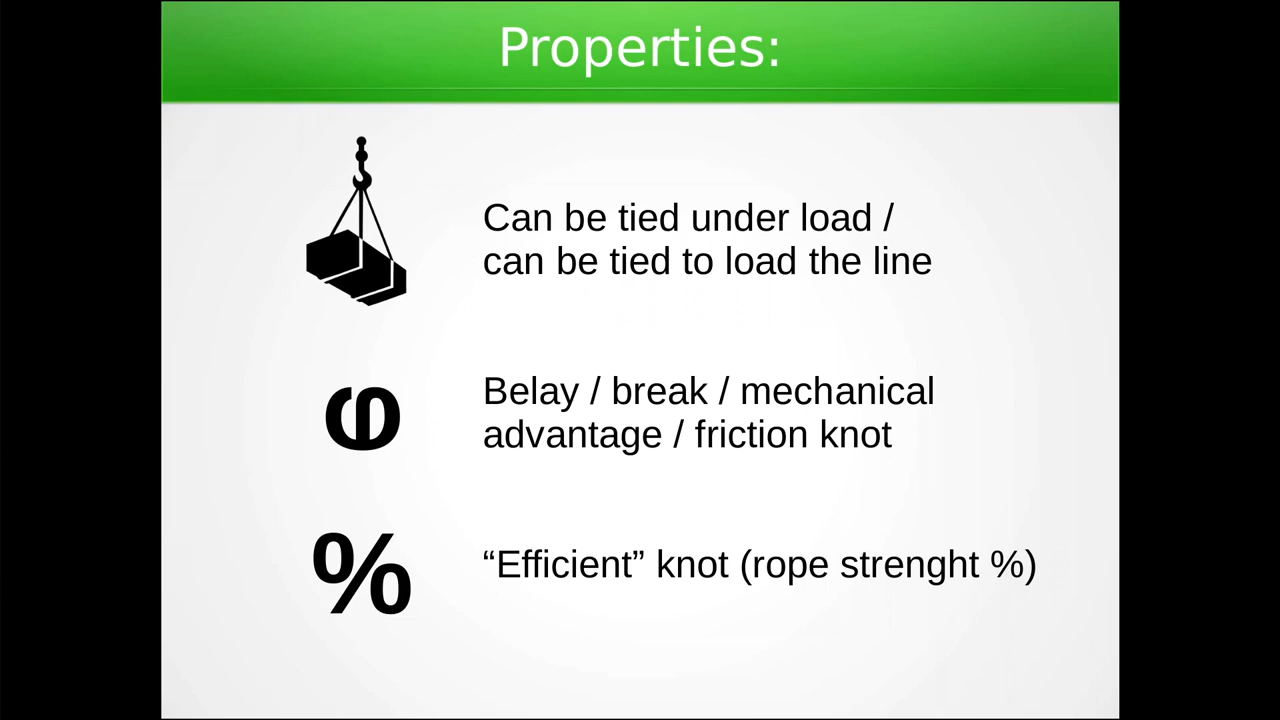 Properties:
Can be tied under load /
can be tied to load the line
φ
Belay / break / mechanical
advantage / friction knot
%
“Efficient” knot (rope strenght %)